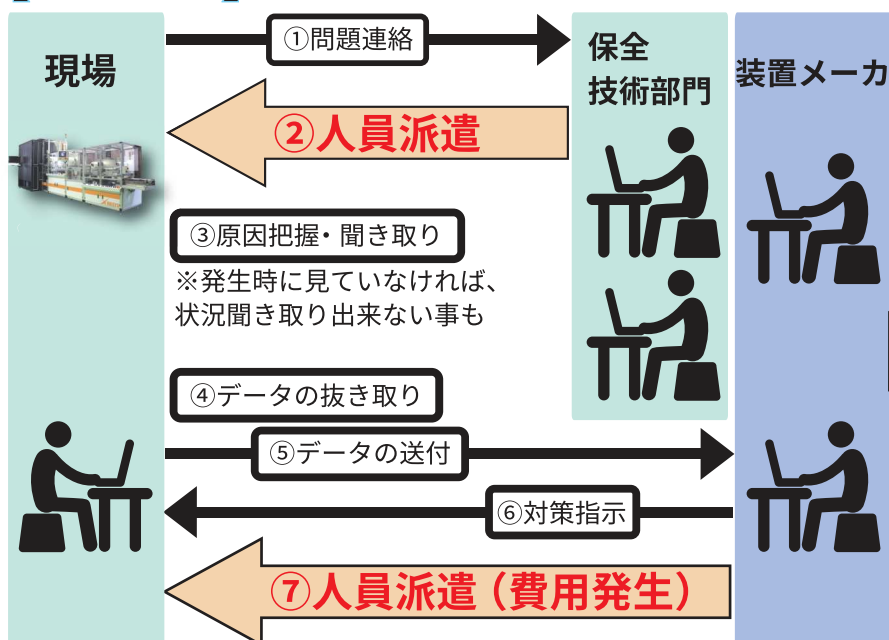 現場
①問題連絡
保全
技術部門
装置メーカ
②人員派遣
③原因把握・聞き取り
※発生時に見ていなければ、
状況聞き取り出来ない事も
④データの抜き取り
⑤データの送付
⑥対策指示
⑦人員派遣（費用発生）